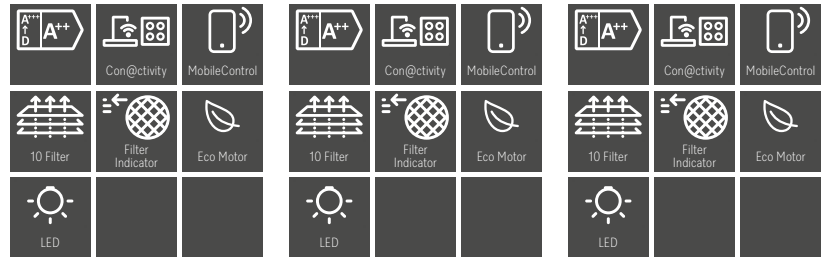 A+++ A++
D
A+++ A++
D
A+++ A++
D
Con@ctivity MobileControl
Con@ctivity MobileControl
Con@ctivity MobileControl
10 Filter Filter Indicator Eco Motor
10 Filter Filter Indicator Eco Motor
10 Filter Filter Indicator Eco Motor
LED
LED
LED